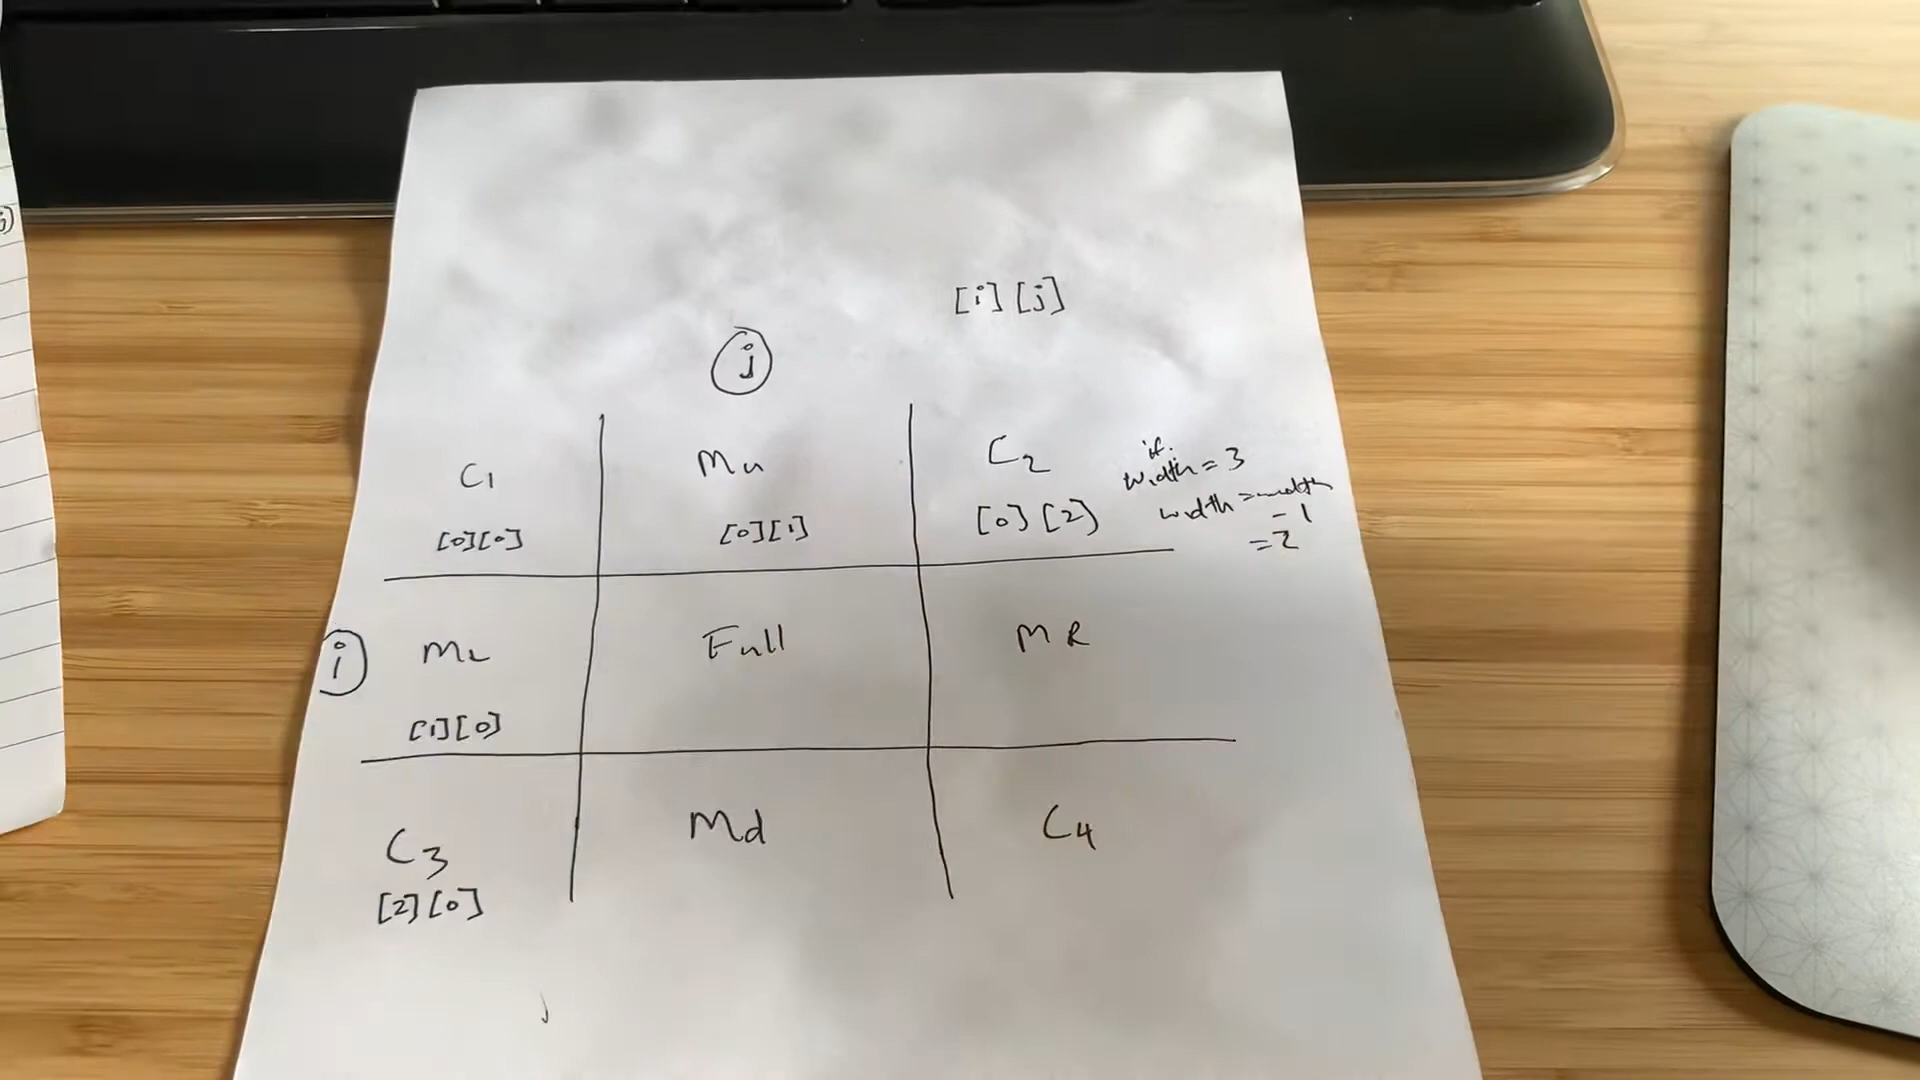 [i][j]
j
C1 Mu C2
[0][0] [0][1] [0][2]
if.
width = 3
width = width
- 1
= 2
i
ML Full MR
[1][0]
C3 Md C4
[2][0]